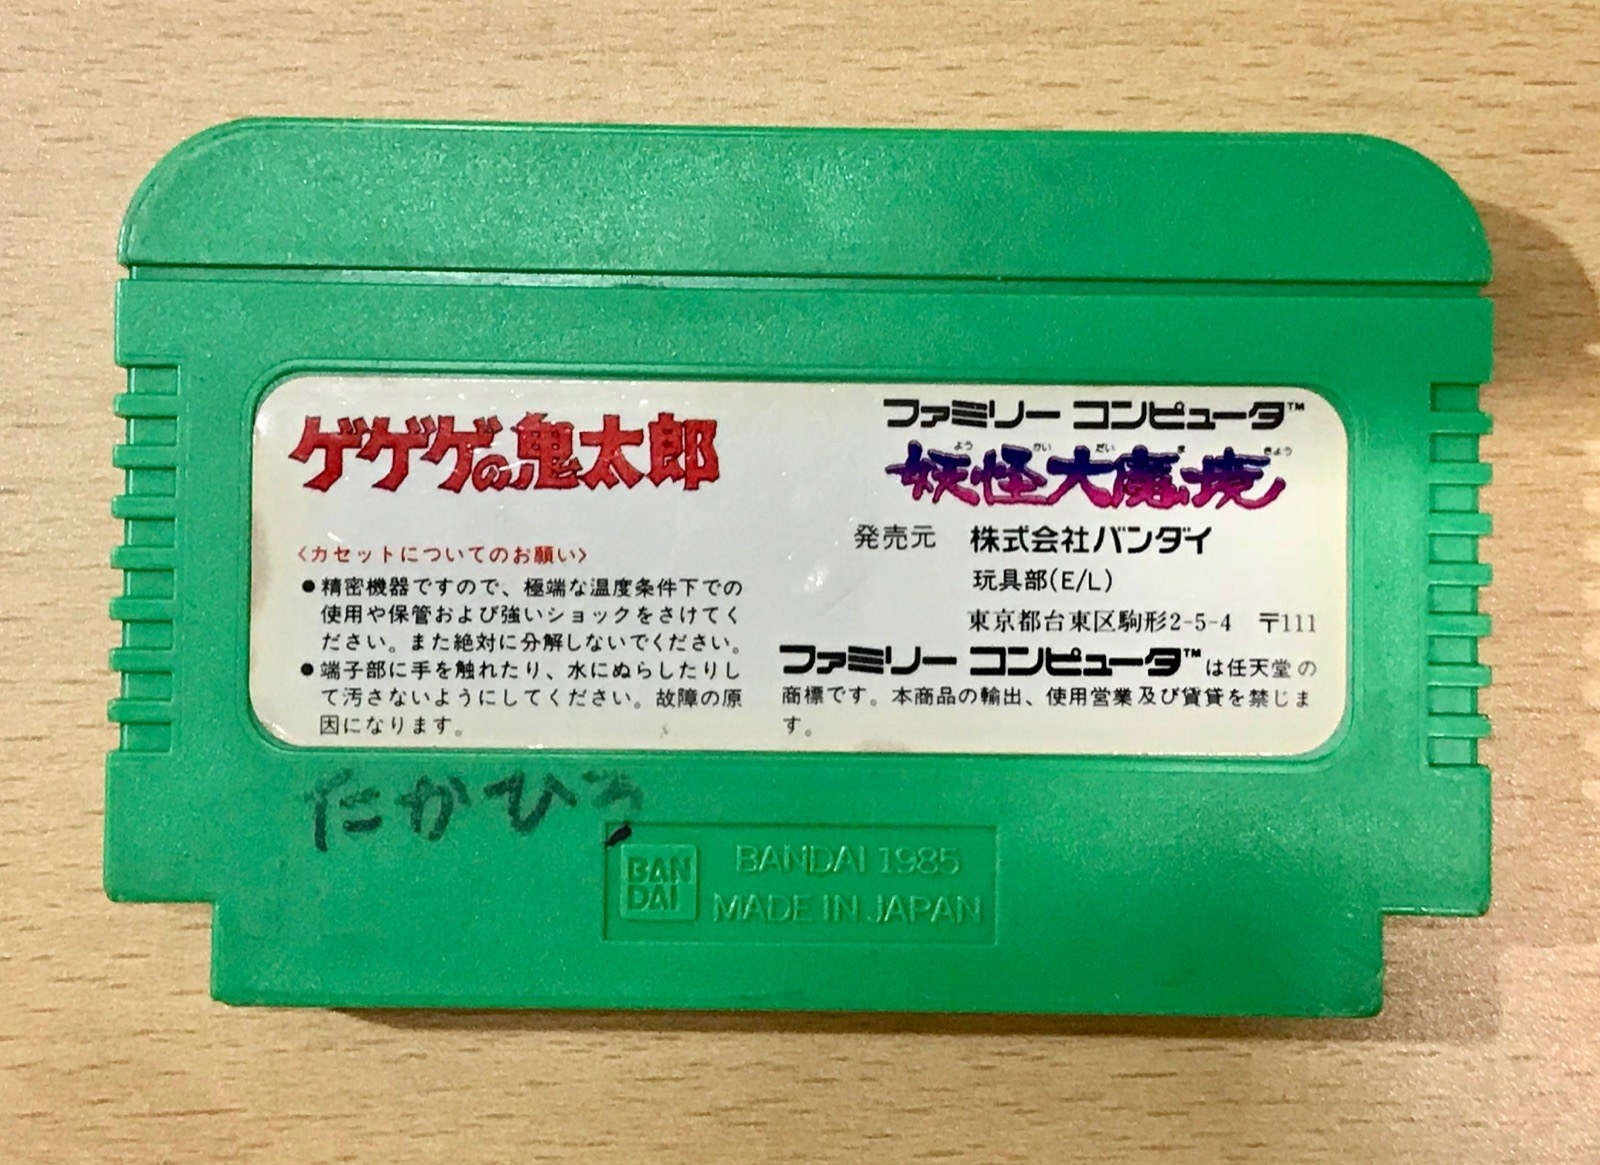 ゲゲゲの鬼太郎
〈カセットについてのお願い〉
●精密機器ですので、極端な温度条件下での
使用や保管および強いショックをさけてく
ださい。また絶対に分解しないでください。
●端子部に手を触れたり、水にぬらしたりし
て汚さないようにしてください。故障の原
因になります。
ファミリー コンピュータ™
よう かい だい ま きょう
妖怪大魔境
発売元 株式会社バンダイ
玩具部(E/L)
東京都台東区駒形2-5-4 〒111
ファミリー コンピュータ™は任天堂の
商標です。本商品の輸出、使用営業及び賃貸を禁じま
す。
たかひろ
BAN
DAI
BANDAI 1985
MADE IN JAPAN